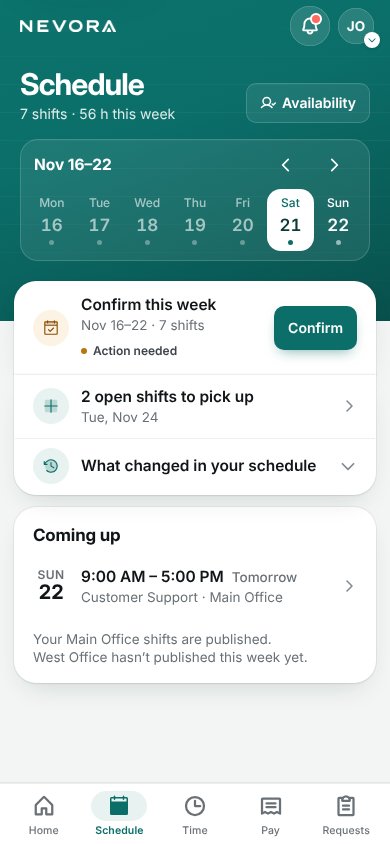 NEVORA
JO
Schedule
7 shifts · 56 h this week
Availability
Nov 16–22
Mon Tue Wed Thu Fri Sat Sun
16 17 18 19 20 21 22
Confirm this week
Nov 16–22 · 7 shifts
Action needed
Confirm
2 open shifts to pick up
Tue, Nov 24
What changed in your schedule
Coming up
SUN
22
9:00 AM – 5:00 PM Tomorrow
Customer Support · Main Office
Your Main Office shifts are published.
West Office hasn’t published this week yet.
Home Schedule Time Pay Requests